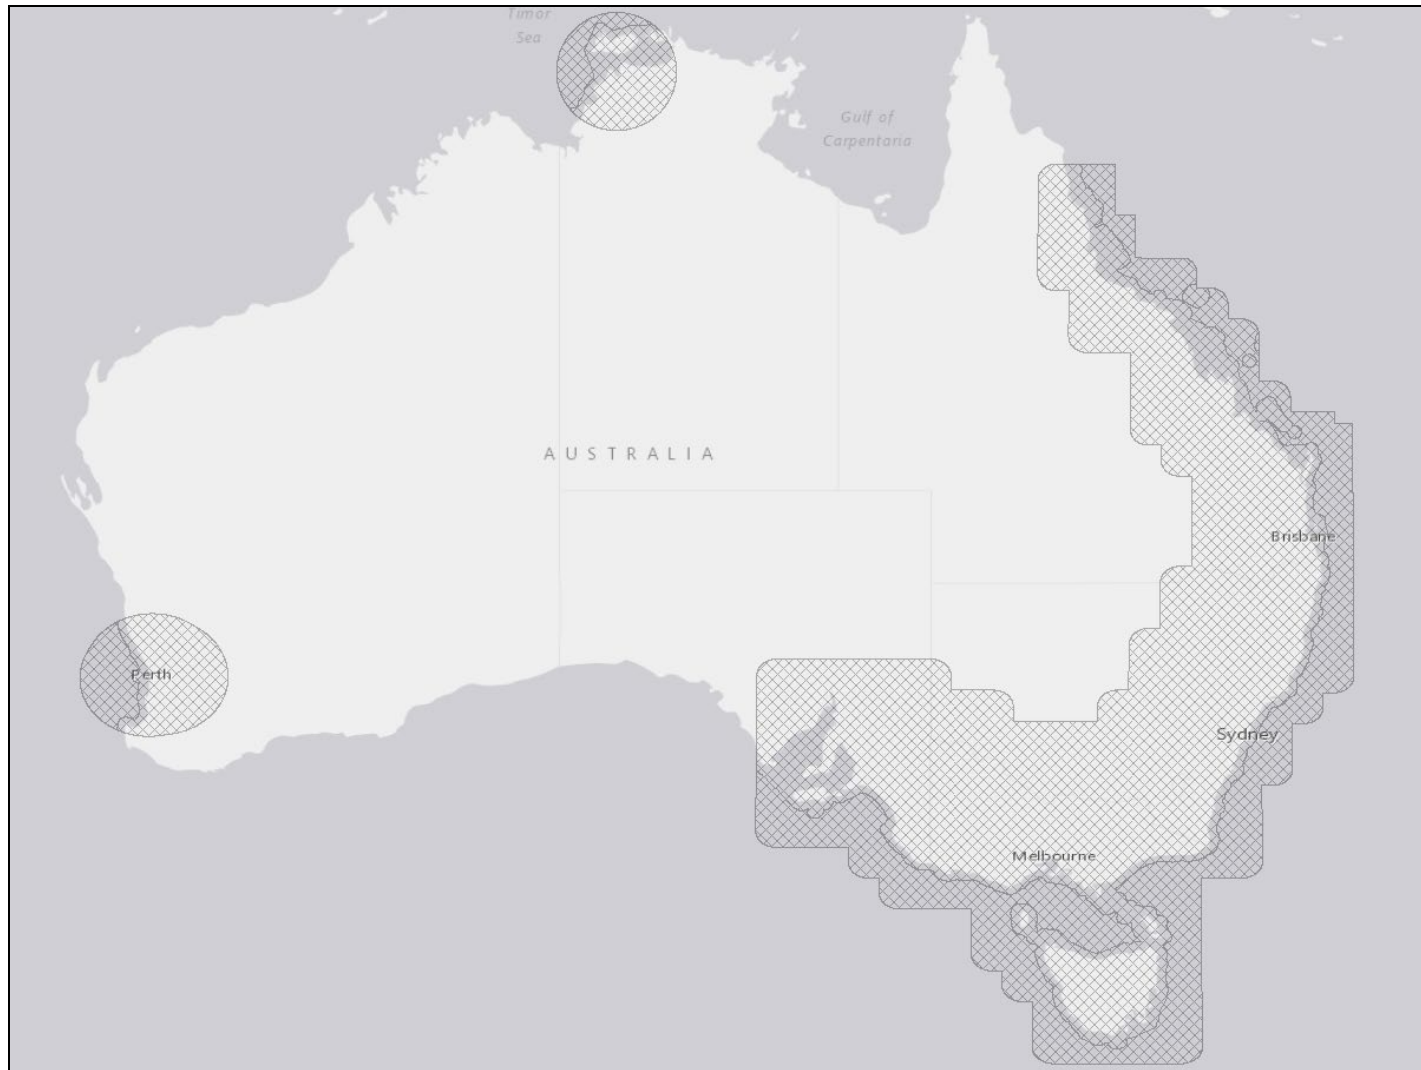 Timor
Sea
Gulf of
Carpentaria
AUSTRALIA
Brisbane
Perth
Sydney
Melbourne